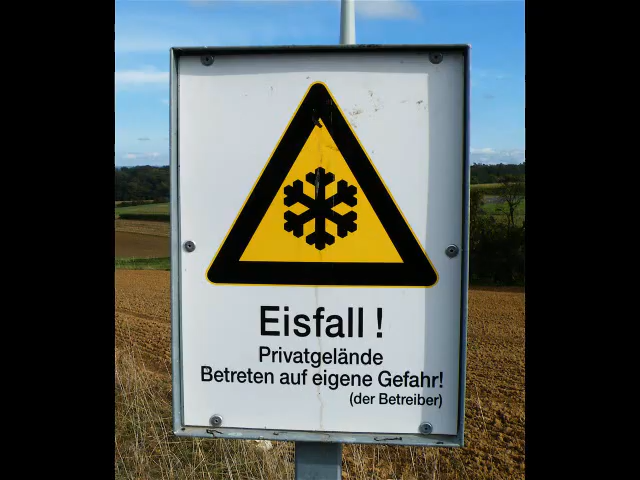 Eisfall !
Privatgelände
Betreten auf eigene Gefahr!
(der Betreiber)